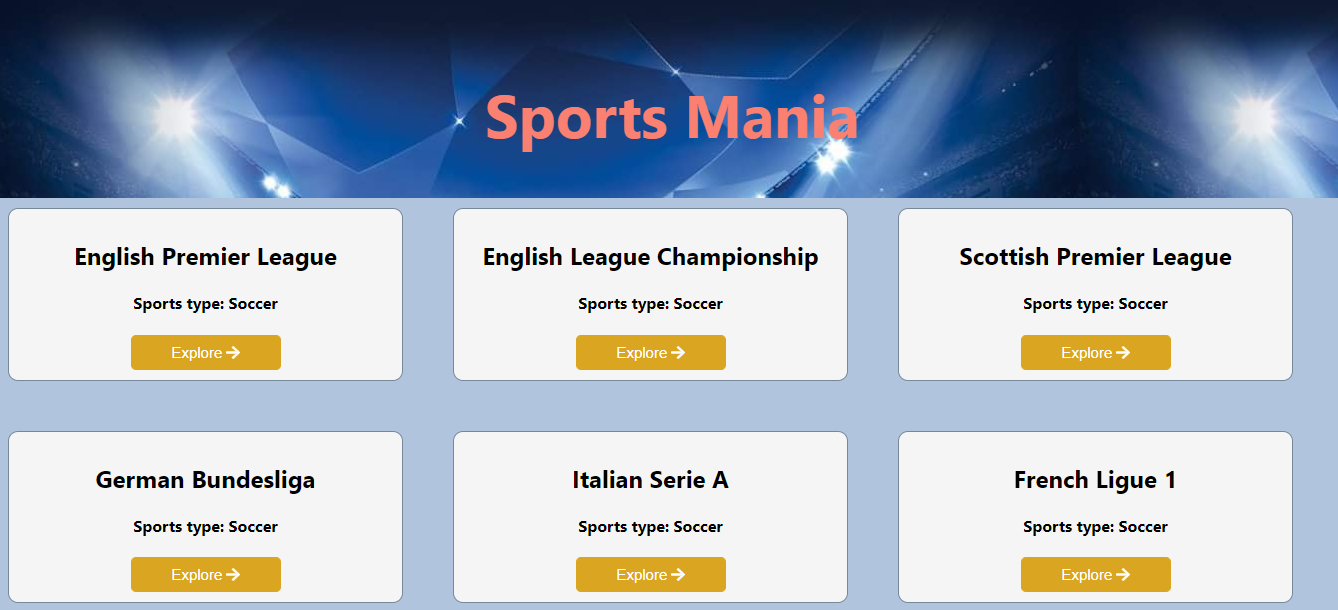 Sports Mania
English Premier League
Sports type: Soccer
Explore
English League Championship
Sports type: Soccer
Explore
Scottish Premier League
Sports type: Soccer
Explore
German Bundesliga
Sports type: Soccer
Explore
Italian Serie A
Sports type: Soccer
Explore
French Ligue 1
Sports type: Soccer
Explore